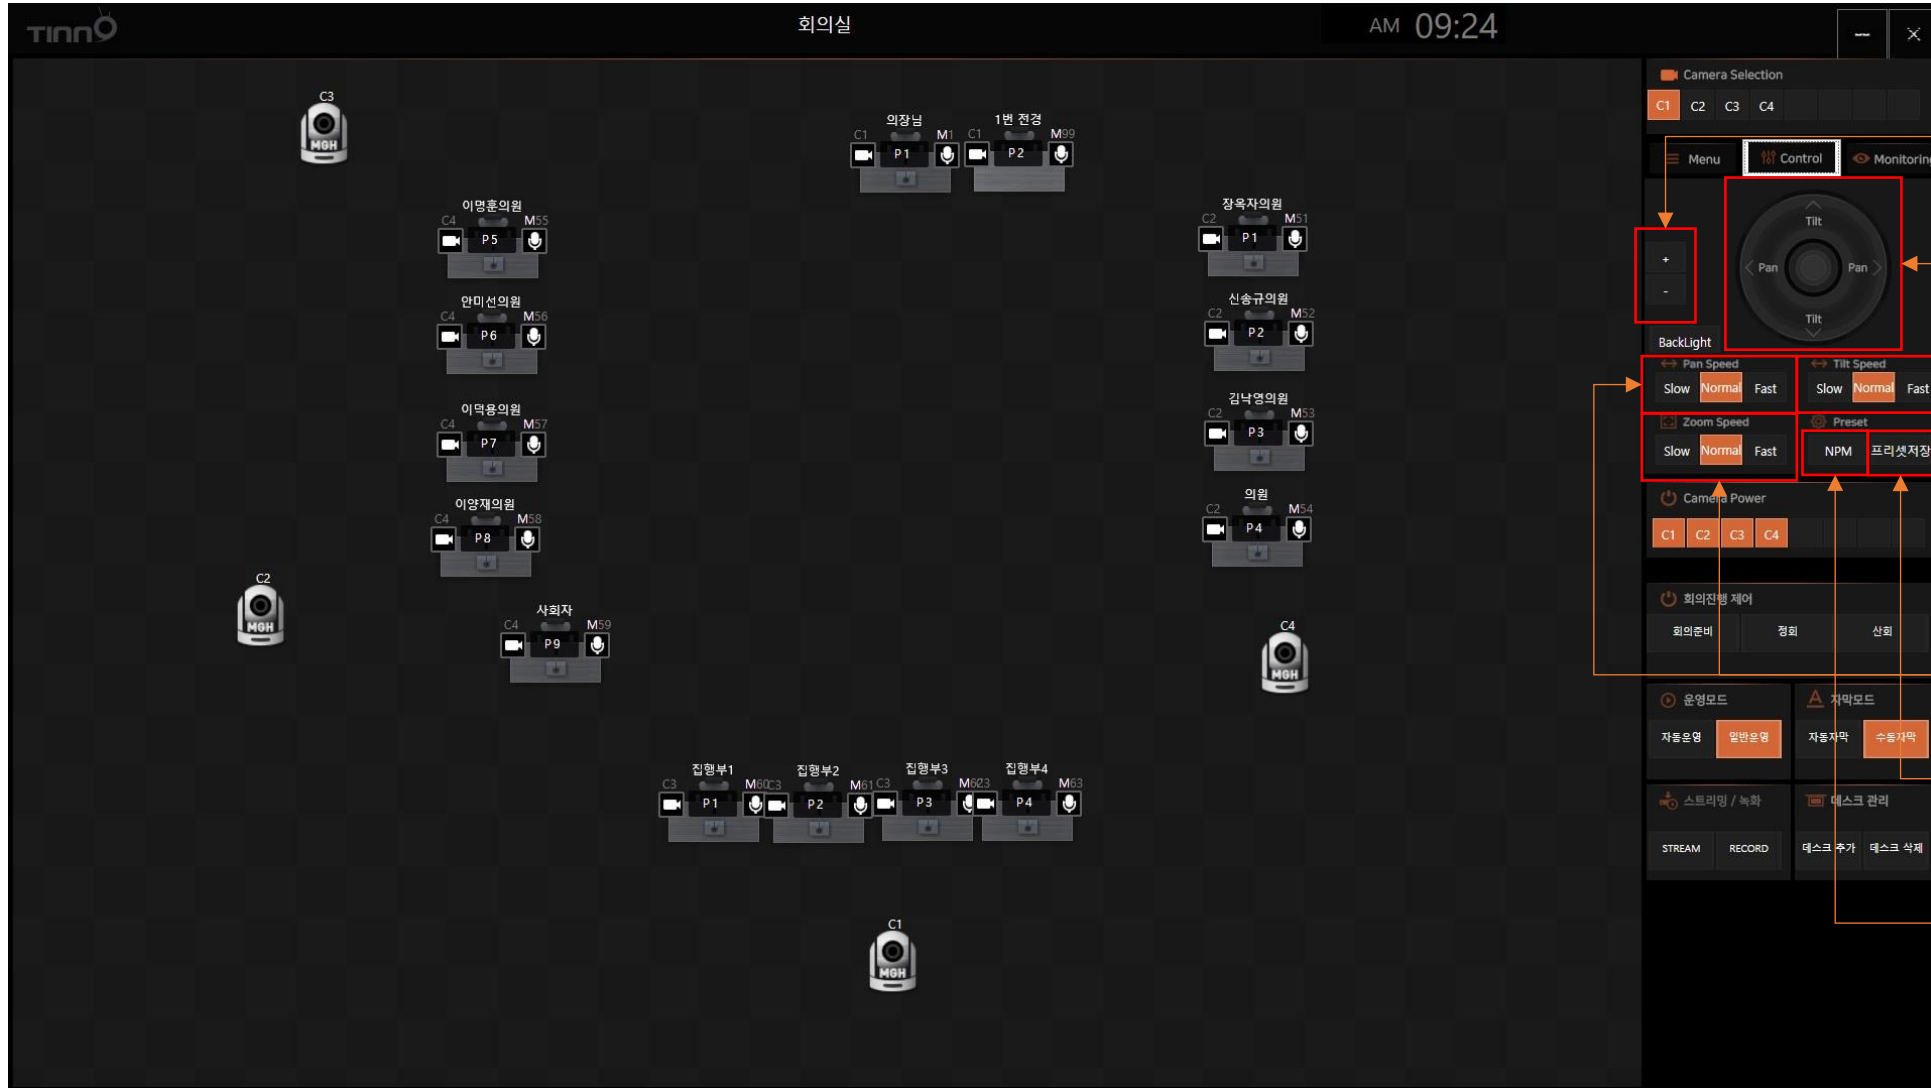 TINNO
회의실
AM 09:24
C3
의장님
C1 M1
P1
1번 전경
C1 M99
P2
MGH
이명훈의원
C4 M55
P5
장옥자의원
C2 M51
P1
안미선의원
C4 M56
P6
신송규의원
C2 M52
P2
이덕용의원
C4 M57
P7
김낙영의원
C2 M53
P3
이양재의원
C4 M58
P8
의원
C2 M54
P4
C2
MGH
사회자
C4 M59
P9
C4
MGH
집행부1
C3 M60
P1
집행부2
C3 M61
P2
집행부3
C3 M62
P3
집행부4
C3 M63
P4
C1
MGH
Camera Selection
C1 C2 C3 C4
Menu Control Monitoring
Tilt
+
Pan Pan
-
Tilt
BackLight
Pan Speed Tilt Speed
Slow Normal Fast Slow Normal Fast
Zoom Speed Preset
Slow Normal Fast NPM 프리셋저장
Camera Power
C1 C2 C3 C4
회의진행 제어
회의준비 정회 산회
운영모드 자막모드
자동운영 일반운영 자동자막 수동자막
스트리밍 / 녹화 데스크 관리
STREAM RECORD 데스크 추가 데스크 삭제